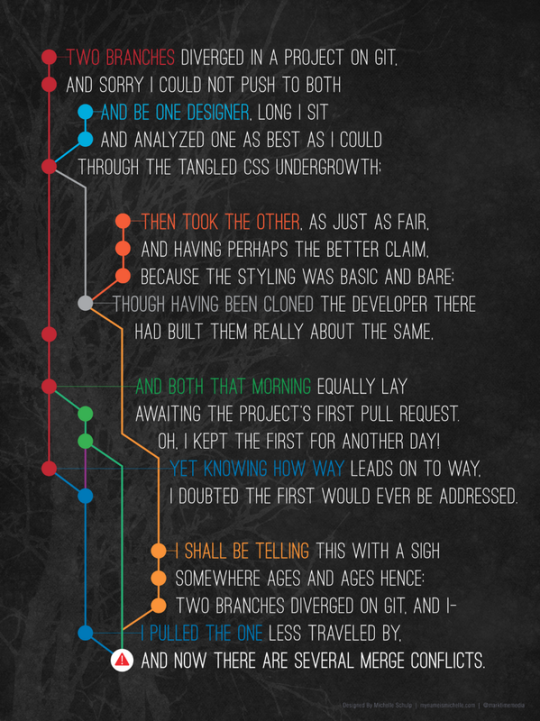 TWO BRANCHES DIVERGED IN A PROJECT ON GIT,
AND SORRY I COULD NOT PUSH TO BOTH
AND BE ONE DESIGNER, LONG I SIT
AND ANALYZED ONE AS BEST AS I COULD
THROUGH THE TANGLED CSS UNDERGROWTH;
THEN TOOK THE OTHER, AS JUST AS FAIR,
AND HAVING PERHAPS THE BETTER CLAIM,
BECAUSE THE STYLING WAS BASIC AND BARE;
THOUGH HAVING BEEN CLONED THE DEVELOPER THERE
HAD BUILT THEM REALLY ABOUT THE SAME,
AND BOTH THAT MORNING EQUALLY LAY
AWAITING THE PROJECT'S FIRST PULL REQUEST.
OH, I KEPT THE FIRST FOR ANOTHER DAY!
YET KNOWING HOW WAY LEADS ON TO WAY,
I DOUBTED THE FIRST WOULD EVER BE ADDRESSED.
I SHALL BE TELLING THIS WITH A SIGH
SOMEWHERE AGES AND AGES HENCE:
TWO BRANCHES DIVERGED ON GIT, AND I-
I PULLED THE ONE LESS TRAVELED BY,
AND NOW THERE ARE SEVERAL MERGE CONFLICTS.
Designed By Michelle